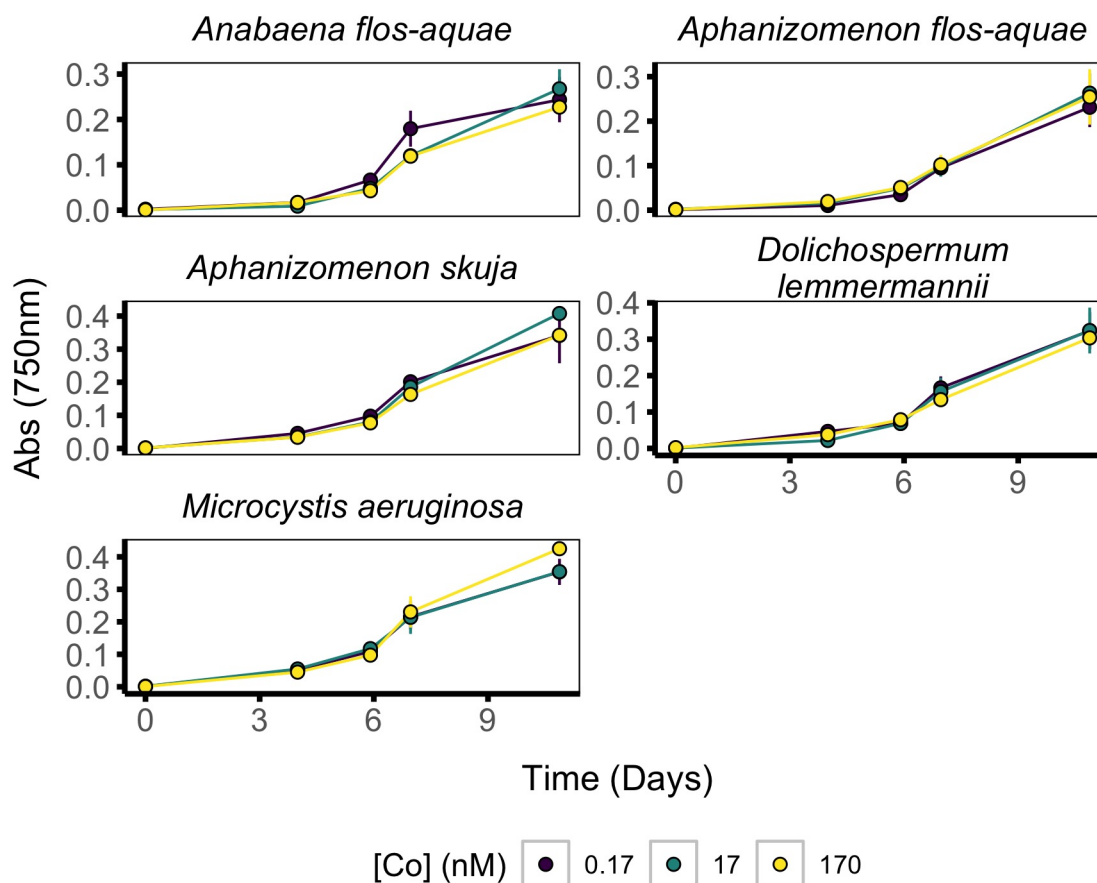 Anabaena flos-aquae
Aphanizomenon flos-aquae
0.3
0.2
0.1
0.0
0.3
0.2
0.1
0.0
Aphanizomenon skuja
Dolichospermum
lemmermannii
0.4
0.3
0.2
0.1
0.0
0.4
0.3
0.2
0.1
0.0
0 3 6 9
Abs (750nm)
Microcystis aeruginosa
0.4
0.3
0.2
0.1
0.0
0 3 6 9
Time (Days)
[Co] (nM) 0.17 17 170